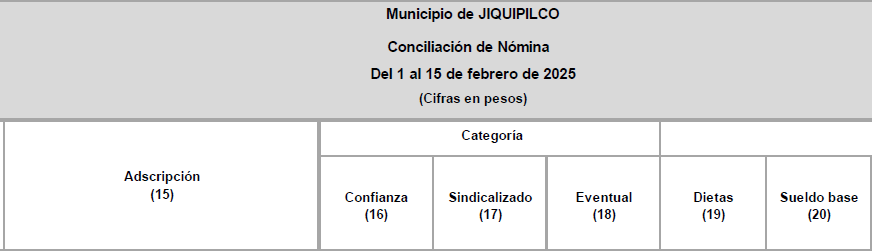 Municipio de JIQUIPILCO
Conciliación de Nómina
Del 1 al 15 de febrero de 2025
(Cifras en pesos)
Categoría
Adscripción
(15)
Confianza
(16)
Sindicalizado
(17)
Eventual
(18)
Dietas
(19)
Sueldo base
(20)